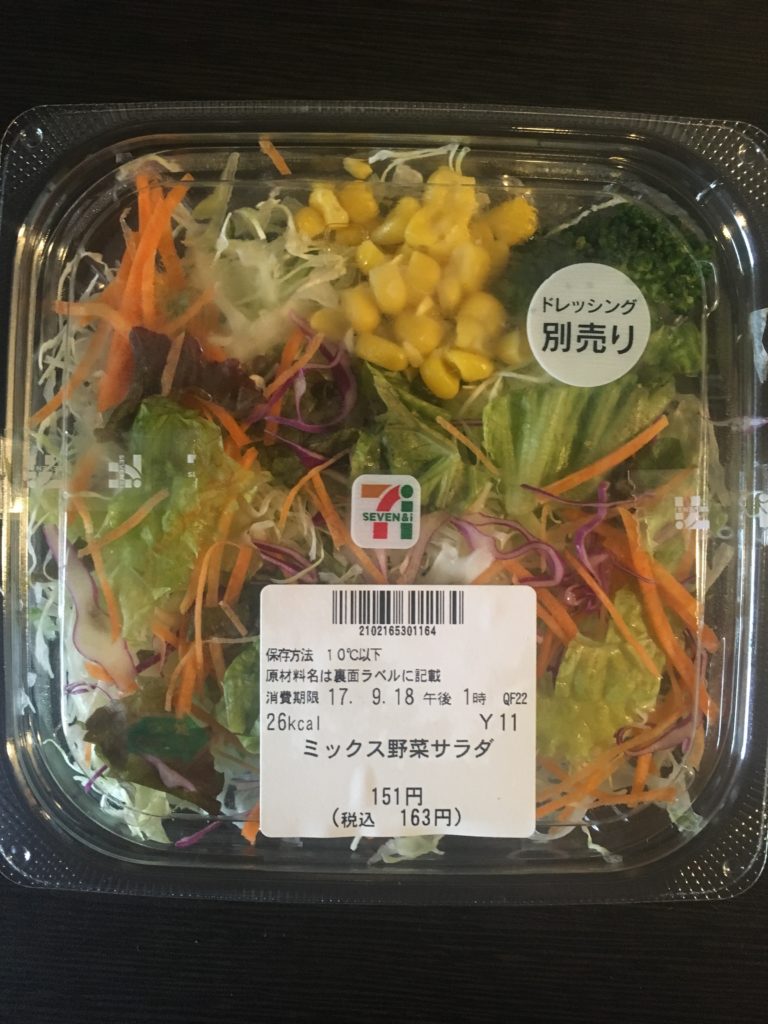 ドレッシング
別売り
SEVEN&i
2102165301164
保存方法 10℃以下
原材料名は裏面ラベルに記載
消費期限 17. 9.18 午後 1時 QF22
26kcal Y11
ミックス野菜サラダ
151円
(税込 163円)